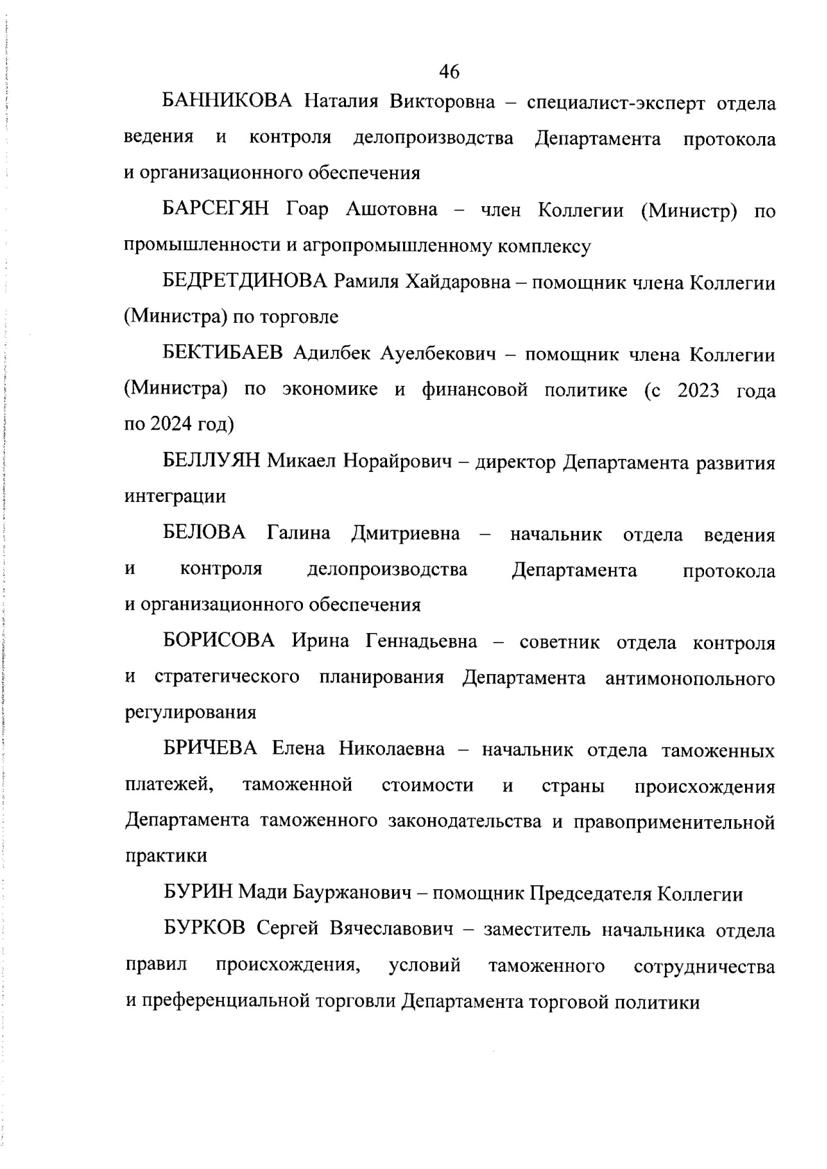 46
БАННИКОВА Наталия Викторовна – специалист-эксперт отдела
ведения и контроля делопроизводства Департамента протокола
и организационного обеспечения
БАРСЕГЯН Гоар Ашотовна – член Коллегии (Министр) по
промышленности и агропромышленному комплексу
БЕДРЕТДИНОВА Рамиля Хайдаровна – помощник члена Коллегии
(Министра) по торговле
БЕКТИБАЕВ Адилбек Ауелбекович – помощник члена Коллегии
(Министра) по экономике и финансовой политике (с 2023 года
по 2024 год)
БЕЛЛУЯН Микаел Норайрович – директор Департамента развития
интеграции
БЕЛОВА Галина Дмитриевна – начальник отдела ведения
и контроля делопроизводства Департамента протокола
и организационного обеспечения
БОРИСОВА Ирина Геннадьевна – советник отдела контроля
и стратегического планирования Департамента антимонопольного
регулирования
БРИЧЕВА Елена Николаевна – начальник отдела таможенных
платежей, таможенной стоимости и страны происхождения
Департамента таможенного законодательства и правоприменительной
практики
БУРИН Мади Бауржанович – помощник Председателя Коллегии
БУРКОВ Сергей Вячеславович – заместитель начальника отдела
правил происхождения, условий таможенного сотрудничества
и преференциальной торговли Департамента торговой политики